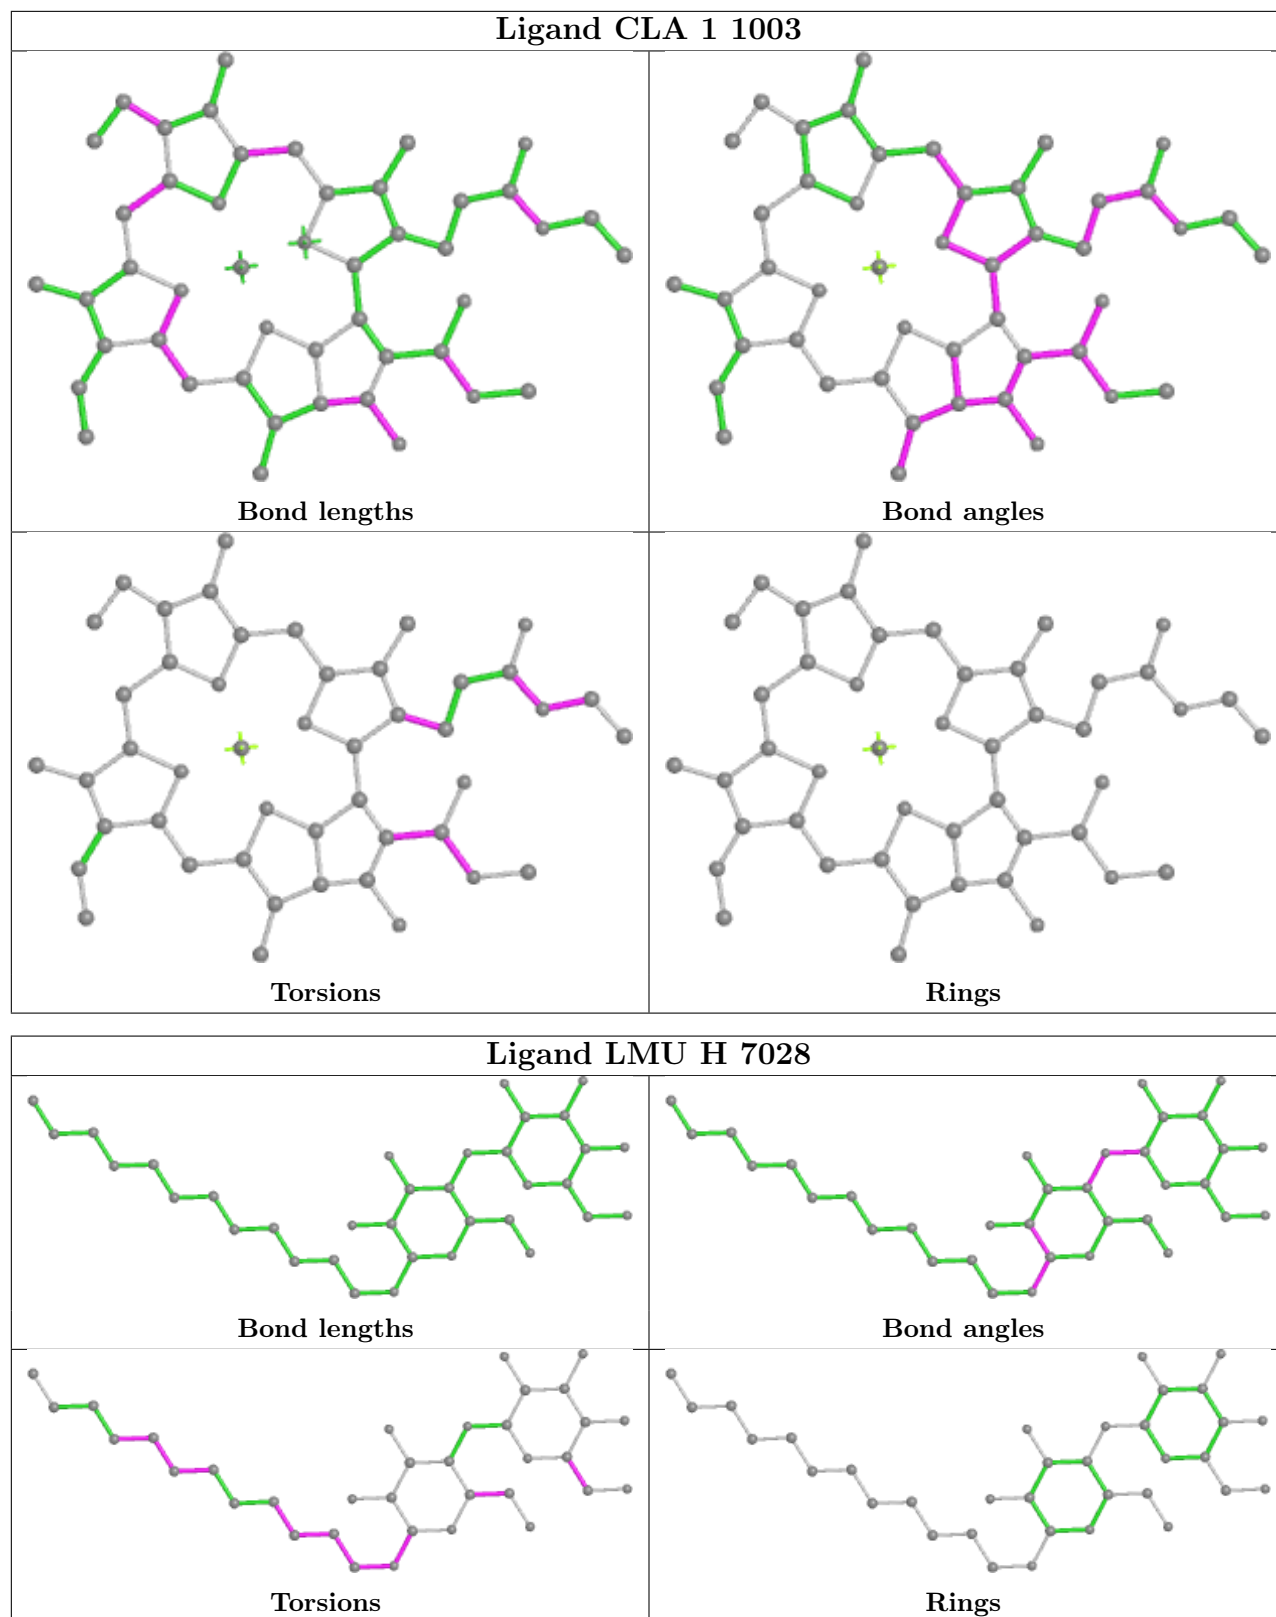 Ligand CLA 1 1003
Bond lengths
Bond angles
Torsions
Rings
Ligand LMU H 7028
Bond lengths
Bond angles
Torsions
Rings